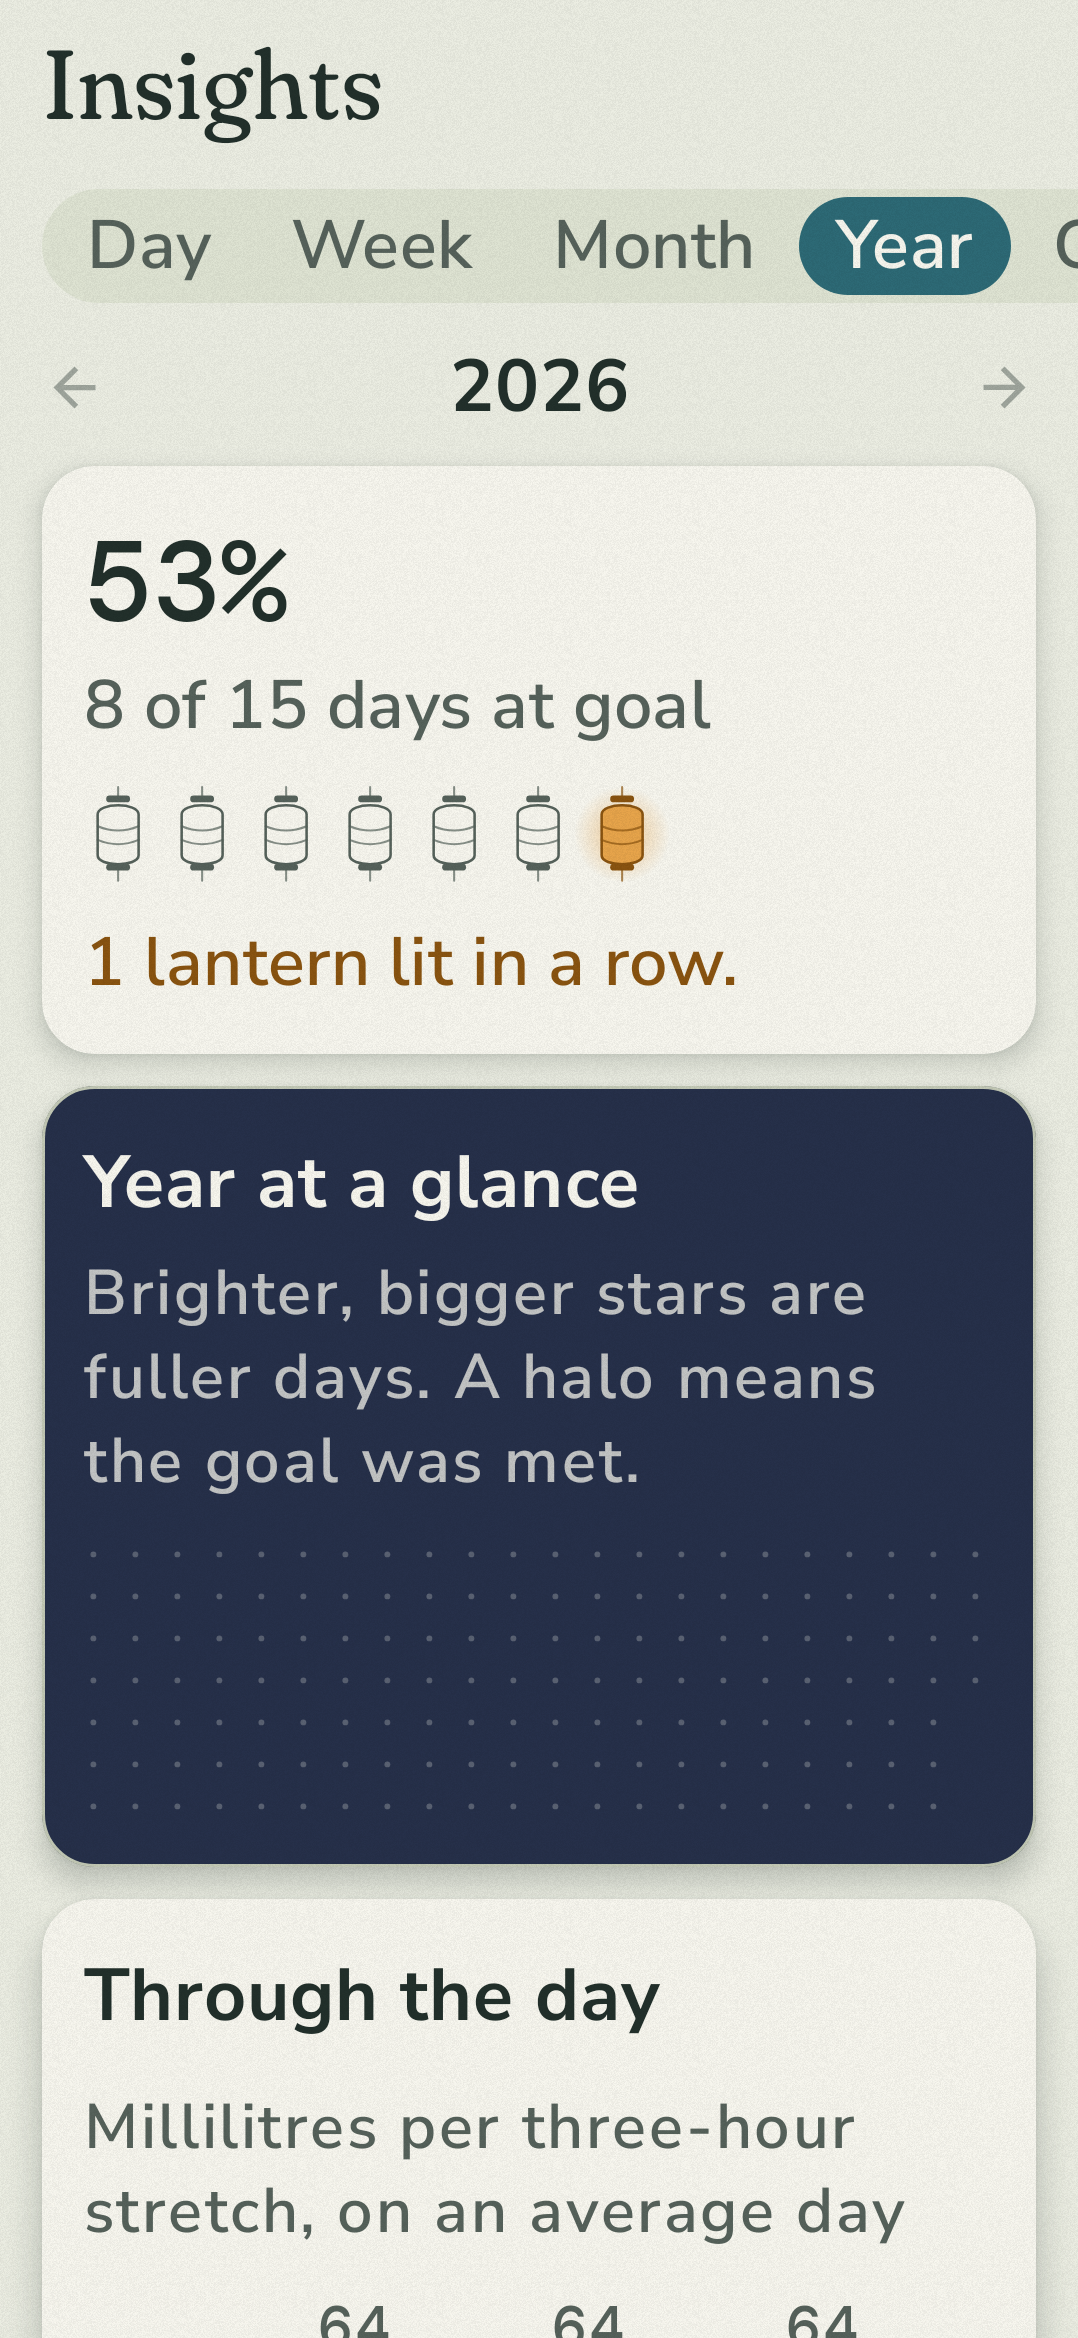 Insights
Day Week Month Year
2026
53%
8 of 15 days at goal
1 lantern lit in a row.
Year at a glance
Brighter, bigger stars are
fuller days. A halo means
the goal was met.
Through the day
Millilitres per three-hour
stretch, on an average day
64 64 64